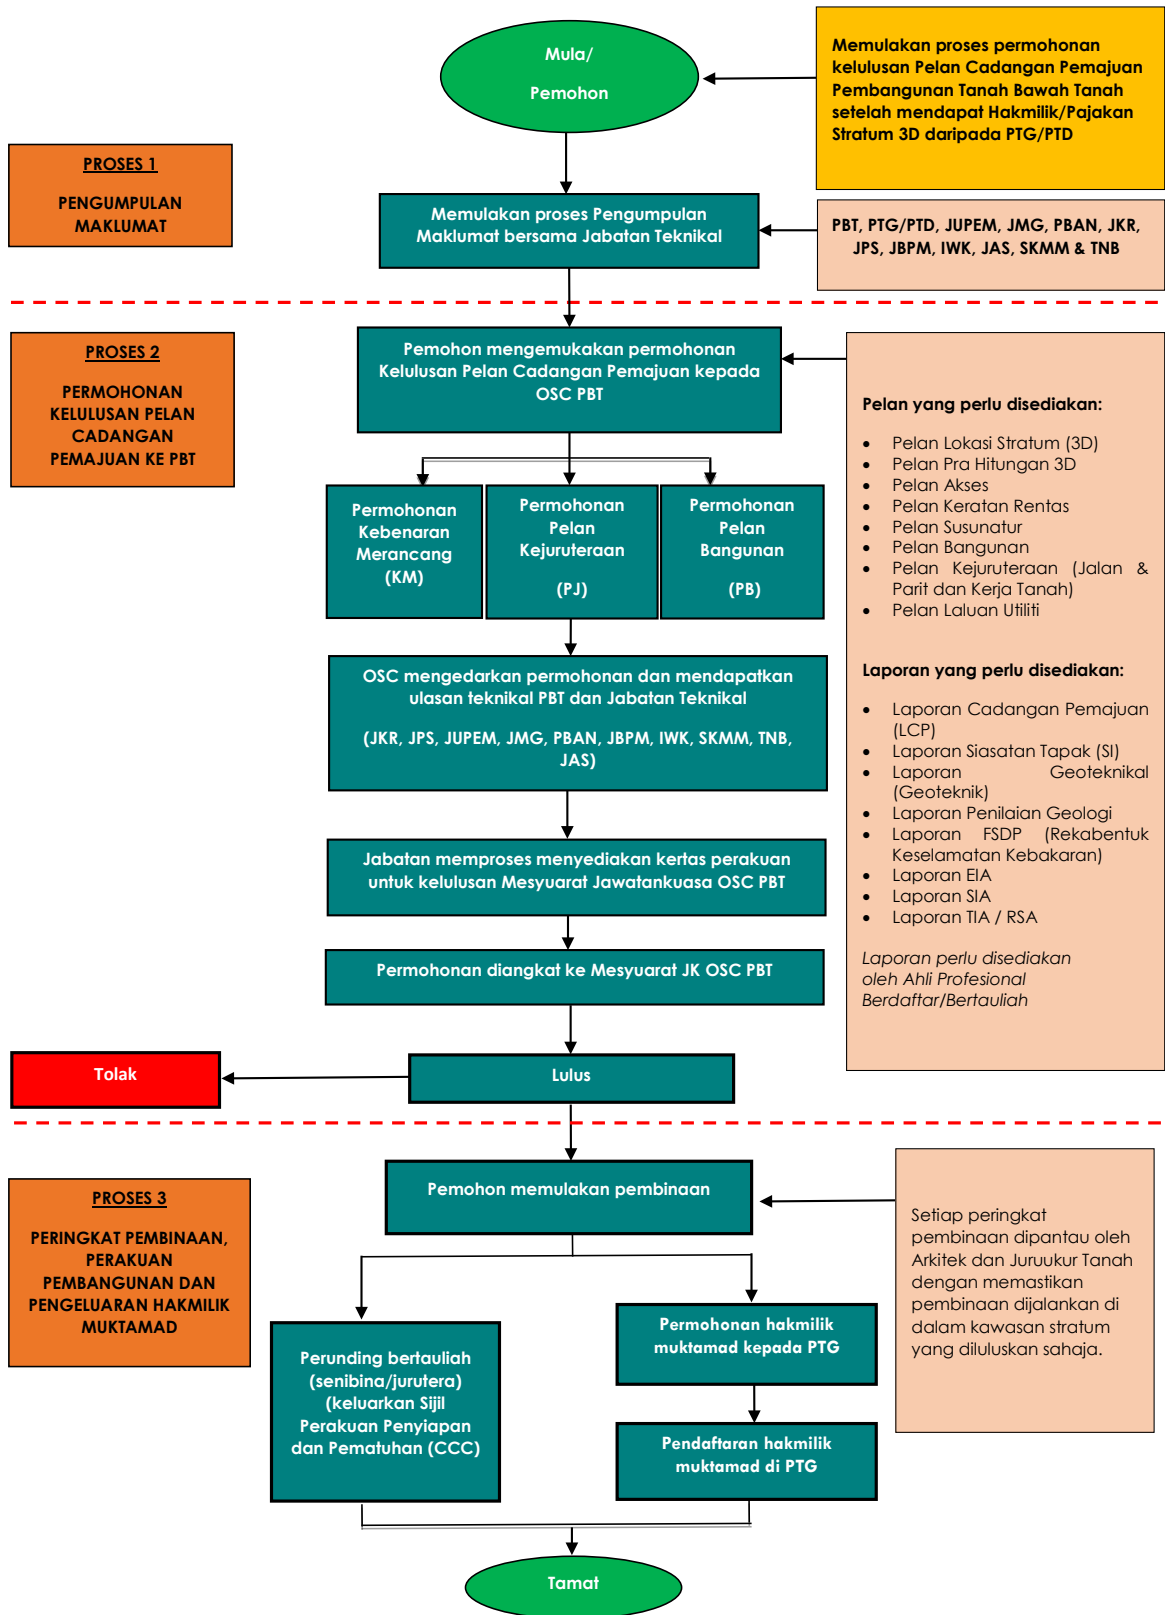 Mula/
Pemohon
Memulakan proses permohonan
kelulusan Pelan Cadangan Pemajuan
Pembangunan Tanah Bawah Tanah
setelah mendapat Hakmilik/Pajakan
Stratum 3D daripada PTG/PTD
PROSES 1
PENGUMPULAN
MAKLUMAT
Memulakan proses Pengumpulan
Maklumat bersama Jabatan Teknikal
PBT, PTG/PTD, JUPEM, JMG, PBAN, JKR,
JPS, JBPM, IWK, JAS, SKMM & TNB
PROSES 2
PERMOHONAN
KELULUSAN PELAN
CADANGAN
PEMAJUAN KE PBT
Pemohon mengemukakan permohonan
Kelulusan Pelan Cadangan Pemajuan kepada
OSC PBT
Permohonan
Kebenaran
Merancang
(KM)
Permohonan
Pelan
Kejuruteraan
(PJ)
Permohonan
Pelan
Bangunan
(PB)
OSC mengedarkan permohonan dan mendapatkan
ulasan teknikal PBT dan Jabatan Teknikal
(JKR, JPS, JUPEM, JMG, PBAN, JBPM, IWK, SKMM, TNB,
JAS)
Jabatan memproses menyediakan kertas perakuan
untuk kelulusan Mesyuarat Jawatankuasa OSC PBT
Permohonan diangkat ke Mesyuarat JK OSC PBT
Pelan yang perlu disediakan:
• Pelan Lokasi Stratum (3D)
• Pelan Pra Hitungan 3D
• Pelan Akses
• Pelan Keratan Rentas
• Pelan Susunatur
• Pelan Bangunan
• Pelan Kejuruteraan (Jalan &
Parit dan Kerja Tanah)
• Pelan Laluan Utiliti
Laporan yang perlu disediakan:
• Laporan Cadangan Pemajuan
(LCP)
• Laporan Siasatan Tapak (SI)
• Laporan Geoteknikal
(Geoteknik)
• Laporan Penilaian Geologi
• Laporan FSDP (Rekabentuk
Keselamatan Kebakaran)
• Laporan EIA
• Laporan SIA
• Laporan TIA / RSA
Laporan perlu disediakan
oleh Ahli Profesional
Berdaftar/Bertauliah
Tolak
Lulus
PROSES 3
PERINGKAT PEMBINAAN,
PERAKUAN
PEMBANGUNAN DAN
PENGELUARAN HAKMILIK
MUKTAMAD
Pemohon memulakan pembinaan
Setiap peringkat
pembinaan dipantau oleh
Arkitek dan Juruukur Tanah
dengan memastikan
pembinaan dijalankan di
dalam kawasan stratum
yang diluluskan sahaja.
Perunding bertauliah
(senibina/jurutera)
(keluarkan Sijil
Perakuan Penyiapan
dan Pematuhan (CCC)
Permohonan hakmilik
muktamad kepada PTG
Pendaftaran hakmilik
muktamad di PTG
Tamat